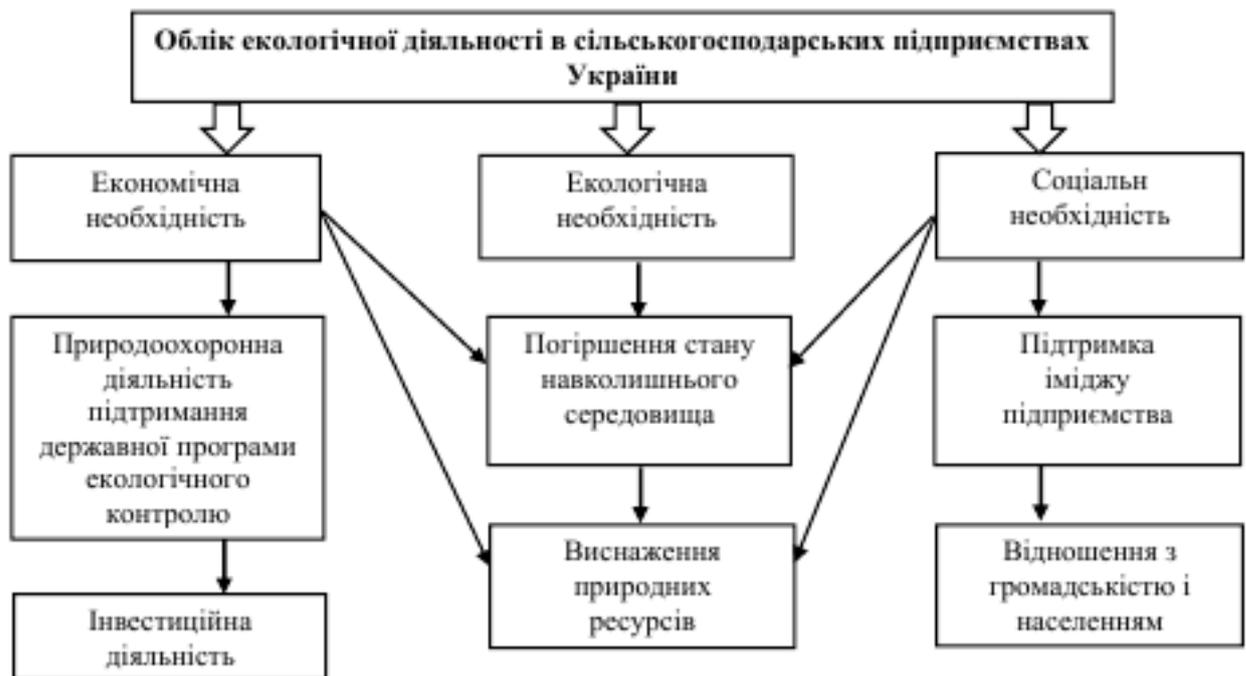 Облік екологічної діяльності в сільськогосподарських підприємствах
України
Економічна
необхідність
Екологічна
необхідність
Соціальн
необхідність
Природоохоронна
діяльність
підтримання
державної програми
екологічного
контролю
Погіршення стану
навколишнього
середовища
Підтримка
іміджу
підприємства
Інвестиційна
діяльність
Виснаження
природних
ресурсів
Відношення з
громадськістю і
населенням